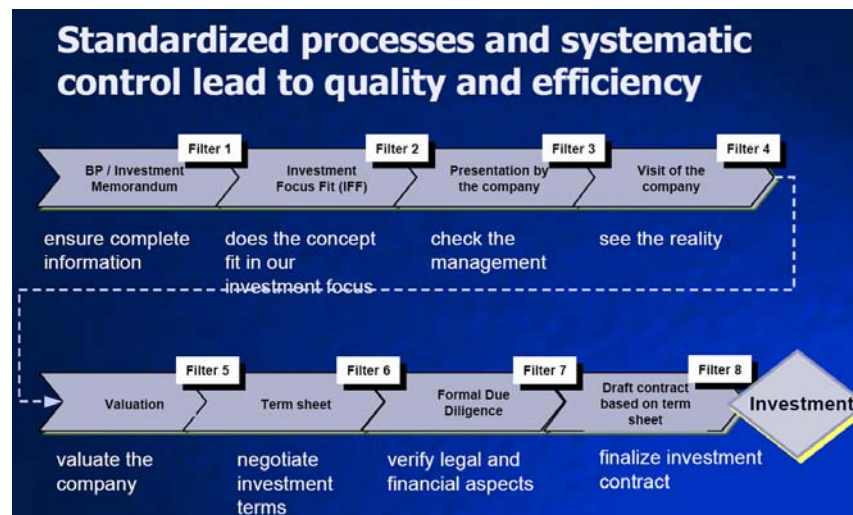 Standardized processes and systematic
control lead to quality and efficiency
Filter 1
Filter 2
Filter 3
Filter 4
BP / Investment
Memorandum
Investment
Focus Fit (IFF)
Presentation by
the company
Visit of the
company
ensure complete
information
does the concept
fit in our
investment focus
check the
management
see the reality
Filter 5
Filter 6
Filter 7
Filter 8
Valuation
Term sheet
Formal Due
Diligence
Draft contract
based on term
sheet
Investment
valuate the
company
negotiate
investment
terms
verify legal and
financial aspects
finalize investment
contract